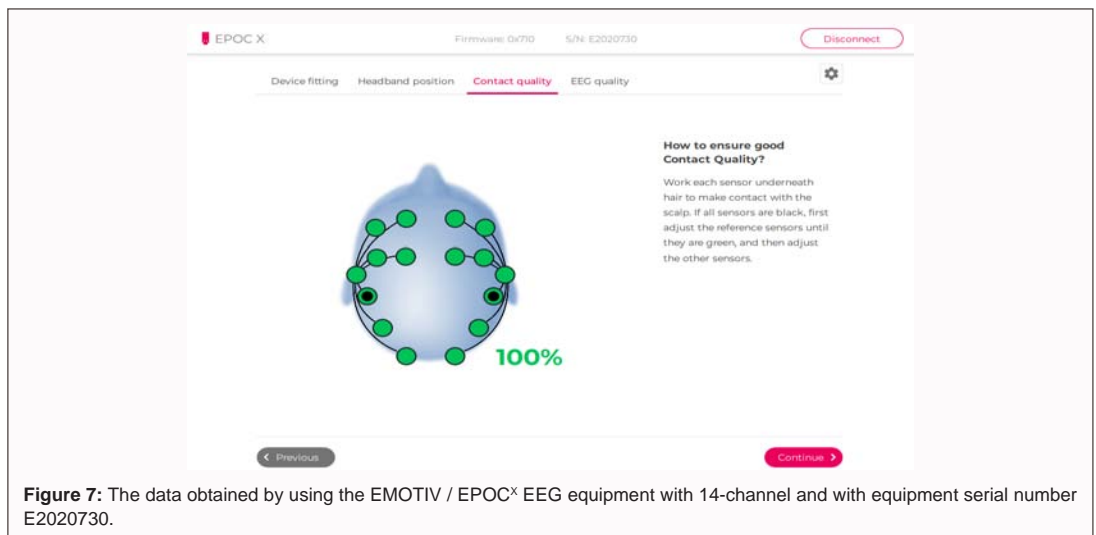 EPOC X
Firmware: 0x710 S/N: E2020730
Disconnect
Device fitting Headband position Contact quality EEG quality
How to ensure good
Contact Quality?
Work each sensor underneath
hair to make contact with the
scalp. If all sensors are black, first
adjust the reference sensors until
they are green, and then adjust
the other sensors.
100%
Previous
Continue
Figure 7: The data obtained by using the EMOTIV / EPOCˣ EEG equipment with 14-channel and with equipment serial number
E2020730.